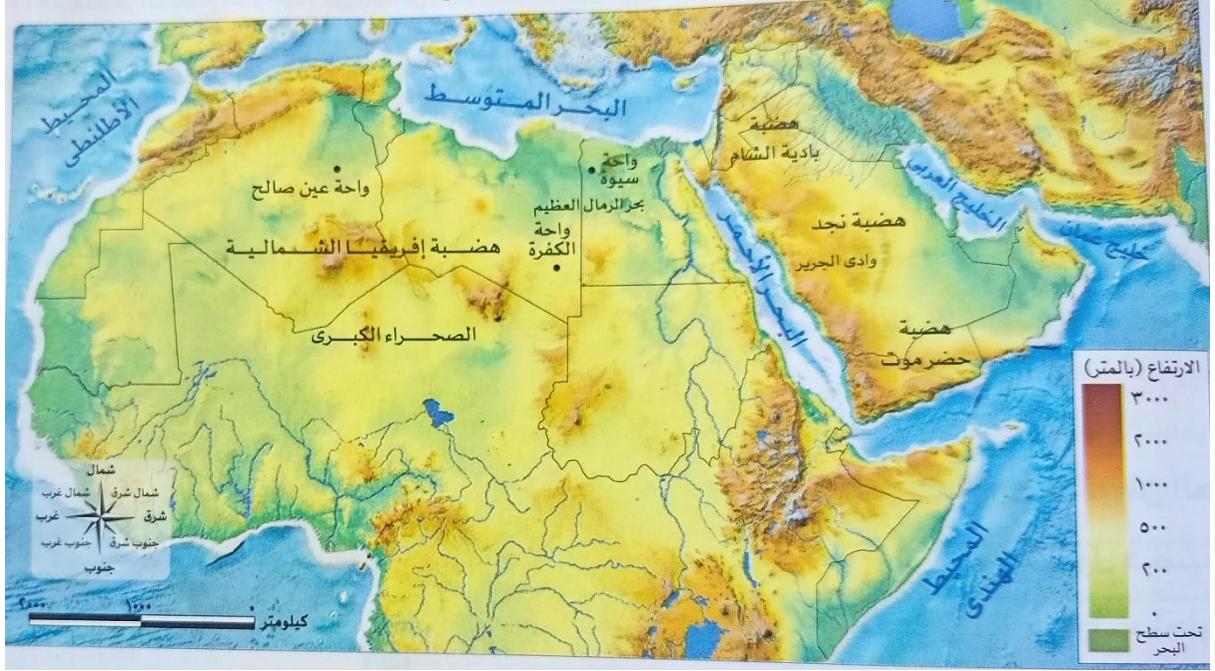 المحيط
الأطلنطى
البحر المتوسط
هضبة
بادية الشام
واحة
سيوة
واحة عين صالح
بحر الرمال العظيم
واحة
الكفرة
هضبة إفريقيا الشمالية
الصحراء الكبرى
الخليج العربى
خليج عمان
هضبة نجد
وادى الجرير
البحر الأحمر
هضبة
حضرموت
المحيط
الهندى
الارتفاع (بالمتر)
٣٠٠٠
٢٠٠٠
١٠٠٠
٥٠٠
٢٠٠
٠
تحت سطح
البحر
شمال
شمال شرق
شمال غرب
شرق
غرب
جنوب شرق
جنوب غرب
جنوب
٢٠٠٠ ١٠٠٠ ٠
كيلومتر